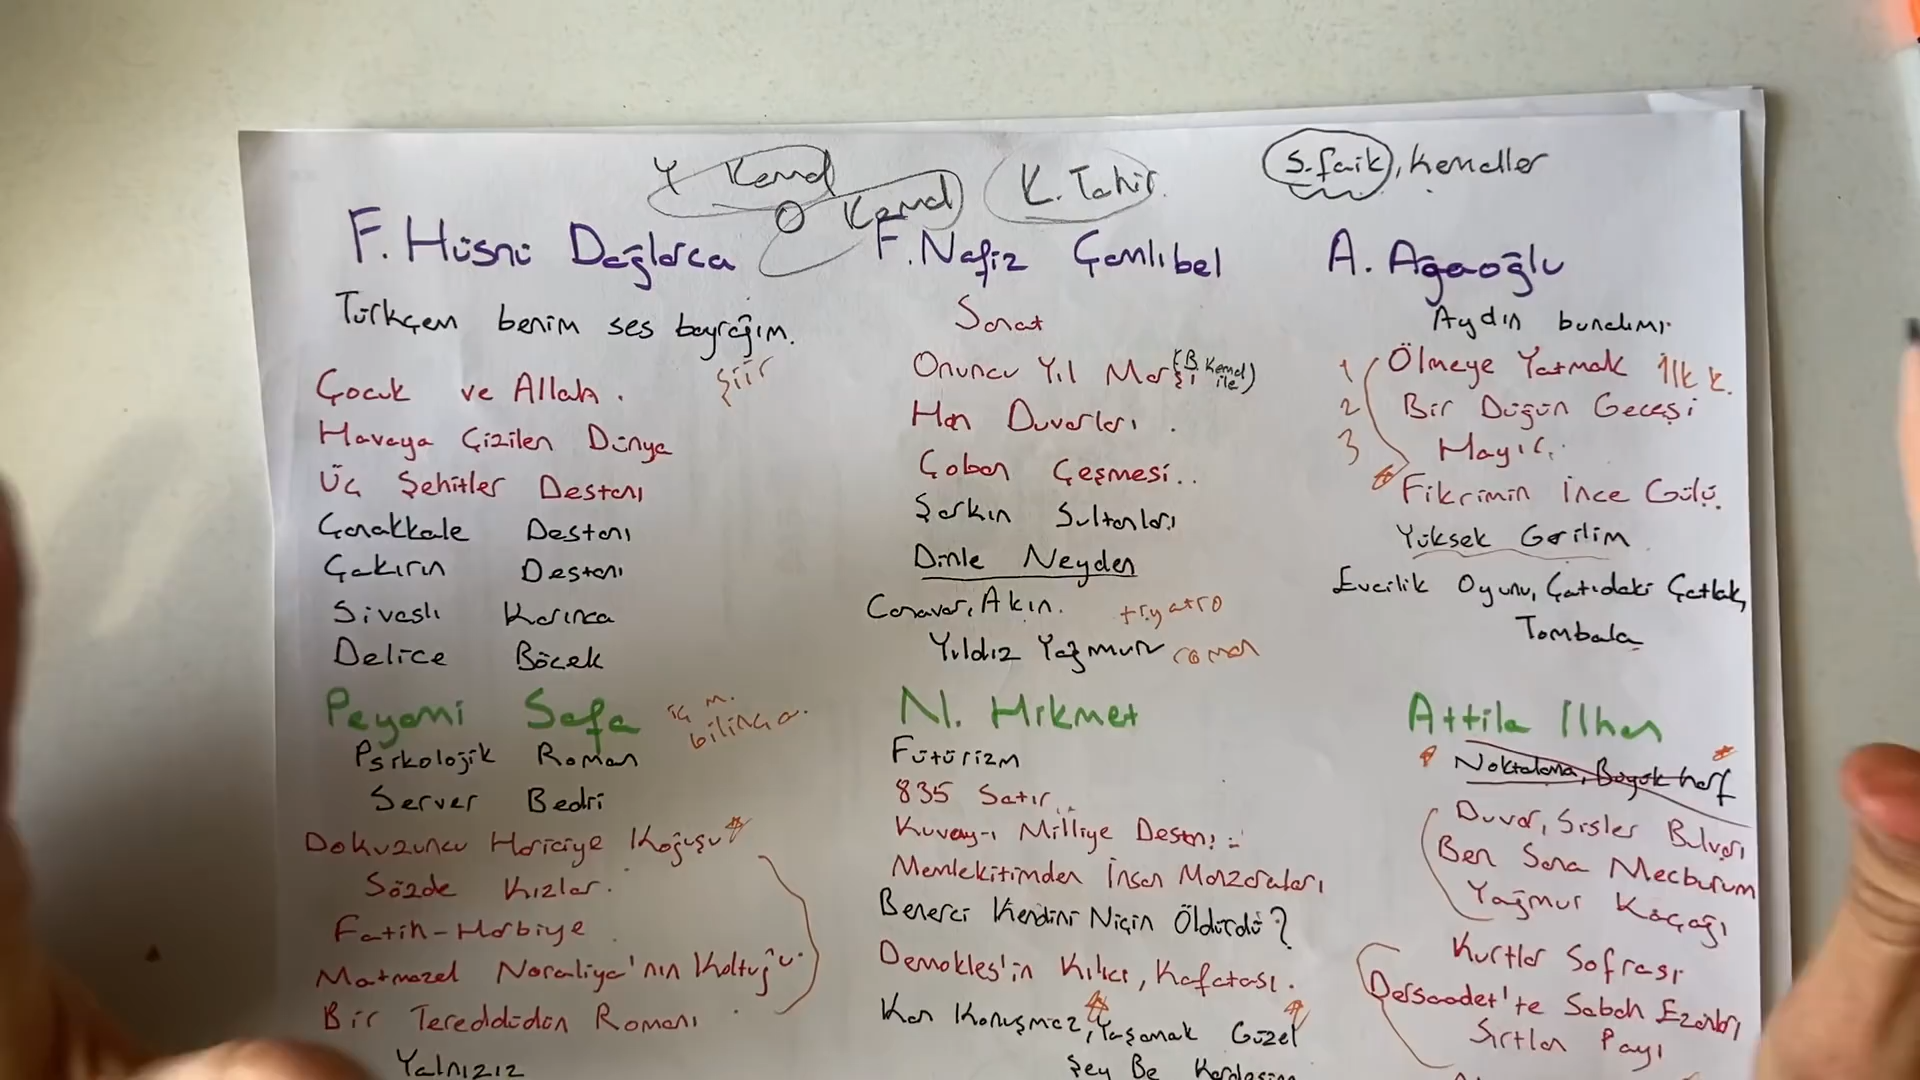 Y Kemal
O Kemal
K. Tahir.
S.faik, Kemaller
F. Hüsnü Dağlarca
Türkçem benim ses bayrağım.
şiir
Çocuk ve Allah.
Havaya Çizilen Dünya
Üç Şehitler Destanı
Çanakkale Destanı
Çakırın Destanı
Sivaslı Karınca
Delice Böcek
F. Nafiz Çamlıbel
Sanat
Onuncu Yıl Marşı (B. Kemal ile)
Han Duvarları.
Çoban Çeşmesi..
Şarkın Sultanları
Dinle Neyden
Canavar, Akın. tiyatro
Yıldız Yağmuru roman
A. Ağaoğlu
Aydın bunalımı.
1 Ölmeye Yatmak ilk k.
2 Bir Düğün Gecesi
3 Hayır.
Fikrimin İnce Gülü.
Yüksek Gerilim
Evcilik Oyunu, Çatıdaki Çatlak,
Tombala
Peyami Safa
iç m.
bilinç a.
Psikolojik Roman
Server Bedri
Dokuzuncu Hariciye Koğuşu
Sözde Kızlar.
Fatih-Harbiye
Matmazel Noraliya'nın Koltuğu.
Bir Tereddüdün Romanı
Yalnızız
N. Hikmet
Fütürizm
835 Satır..
Kuvay-ı Milliye Destanı
Memlekitimden İnsan Manzaraları
Benerci Kendini Niçin Öldürdü?
Demokles'in Kılıcı, Kafatası.
Kan Konuşmaz, Yaşamak Güzel
Şey Be Kardeşim
Attila İlhan
Noktalama, Büyük harf
Duvar, Sisler Bulvarı
Ben Sana Mecburum
Yağmur Kaçağı
Kurtlar Sofrası
Dersaadet'te Sabah Ezanları
Sırtlan Payı